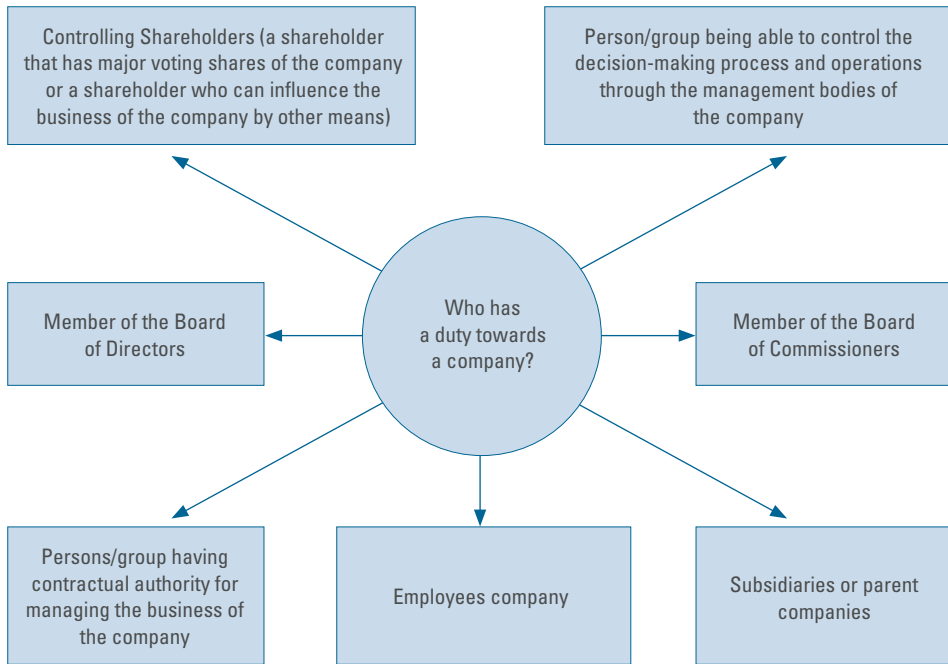 Controlling Shareholders (a shareholder
that has major voting shares of the company
or a shareholder who can influence the
business of the company by other means)
Person/group being able to control the
decision-making process and operations
through the management bodies of
the company
Member of the Board
of Directors
Who has
a duty towards
a company?
Member of the Board
of Commissioners
Persons/group having
contractual authority for
managing the business of
the company
Employees company
Subsidiaries or parent
companies